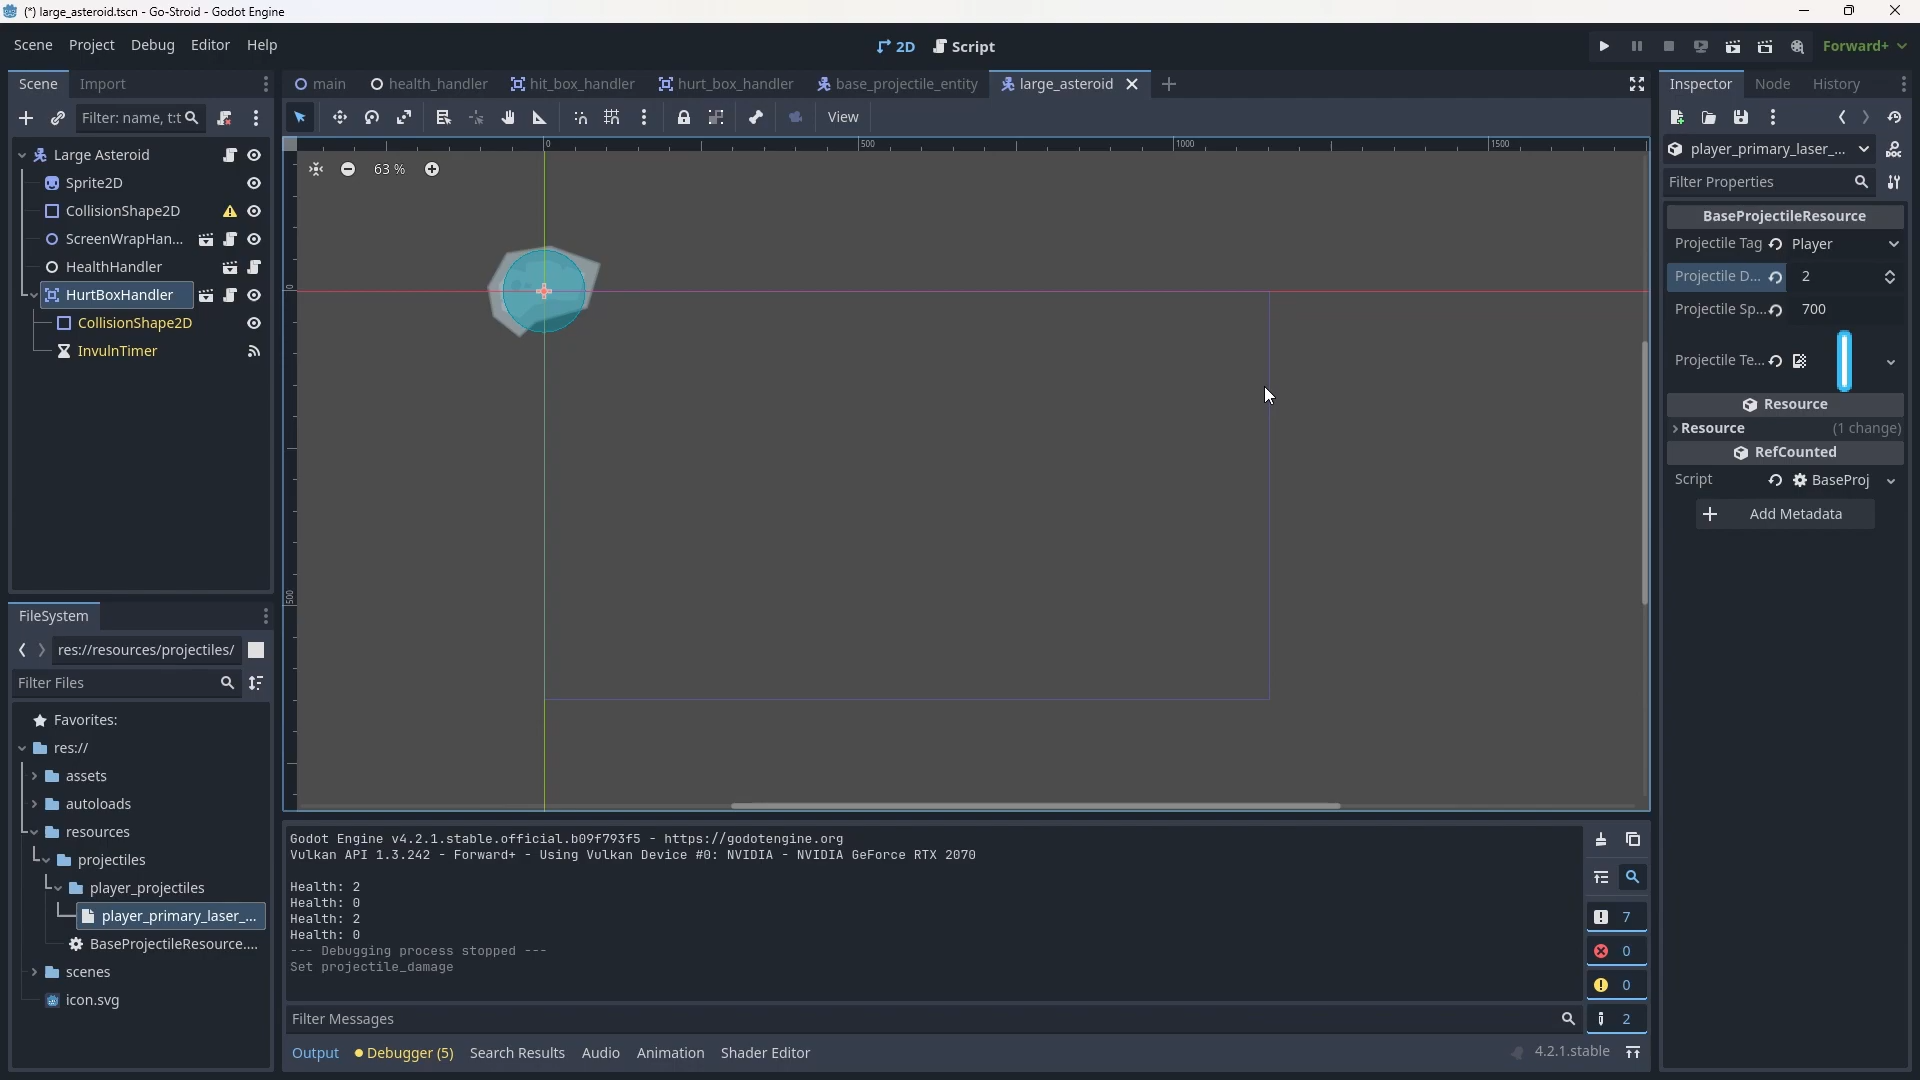 (*) large_asteroid.tscn - Go-Stroid - Godot Engine
Scene Project Debug Editor Help
2D Script
Forward+
Scene Import
main health_handler hit_box_handler hurt_box_handler base_projectile_entity large_asteroid
Inspector Node History
Filter: name, t:t
View
player_primary_laser_...
Filter Properties
Large Asteroid
Sprite2D
CollisionShape2D
ScreenWrapHan...
HealthHandler
HurtBoxHandler
CollisionShape2D
InvulnTimer
0 500 1000 1500
63 %
0
500
BaseProjectileResource
Projectile Tag Player
Projectile D... 2
Projectile Sp... 700
Projectile Te...
Resource
Resource (1 change)
RefCounted
Script BaseProj
Add Metadata
FileSystem
res://resources/projectiles/
Filter Files
Favorites:
res://
assets
autoloads
resources
projectiles
player_projectiles
player_primary_laser_...
BaseProjectileResource....
scenes
icon.svg
Godot Engine v4.2.1.stable.official.b09f793f5 - https://godotengine.org
Vulkan API 1.3.242 - Forward+ - Using Vulkan Device #0: NVIDIA - NVIDIA GeForce RTX 2070
Health: 2
Health: 0
Health: 2
Health: 0
--- Debugging process stopped ---
Set projectile_damage
7
0
0
2
Filter Messages
Output Debugger (5) Search Results Audio Animation Shader Editor
4.2.1.stable